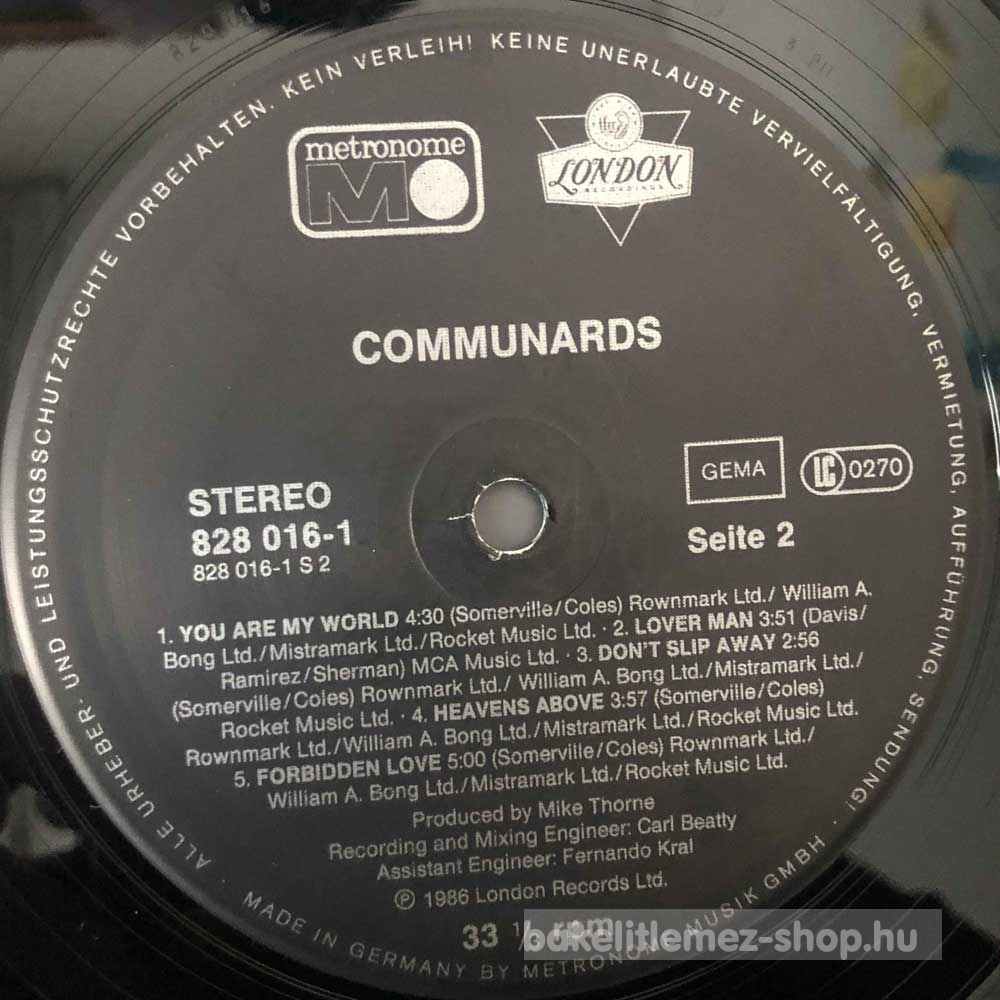 ALLE URHEBER- UND LEISTUNGSSCHUTZRECHTE VORBEHALTEN. KEIN VERLEIH! KEINE UNERLAUBTE VERVIELFÄLTIGUNG, VERMIETUNG, AUFFÜHRUNG, SENDUNG!
metronome
M
LONDON
RECORDINGS
COMMUNARDS
GEMA
LC 0270
STEREO
828 016-1
828 016-1 S 2
Seite 2
1. YOU ARE MY WORLD 4:30 (Somerville/Coles) Rownmark Ltd./ William A.
Bong Ltd./Mistramark Ltd./Rocket Music Ltd. · 2. LOVER MAN 3:51 (Davis/
Ramirez/Sherman) MCA Music Ltd. · 3. DON'T SLIP AWAY 2:56
(Somerville/Coles) Rownmark Ltd./ William A. Bong Ltd./Mistramark Ltd./
Rocket Music Ltd. · 4. HEAVENS ABOVE 3:57 (Somerville/Coles)
Rownmark Ltd./William A. Bong Ltd./Mistramark Ltd./Rocket Music Ltd.
5. FORBIDDEN LOVE 5:00 (Somerville/Coles) Rownmark Ltd./
William A. Bong Ltd./Mistramark Ltd./Rocket Music Ltd.
Produced by Mike Thorne
Recording and Mixing Engineer: Carl Beatty
Assistant Engineer: Fernando Kral
℗ 1986 London Records Ltd.
33 ⅓ rpm
MADE IN GERMANY BY METRONOME MUSIK GMBH ·
bakelitlemez-shop.hu